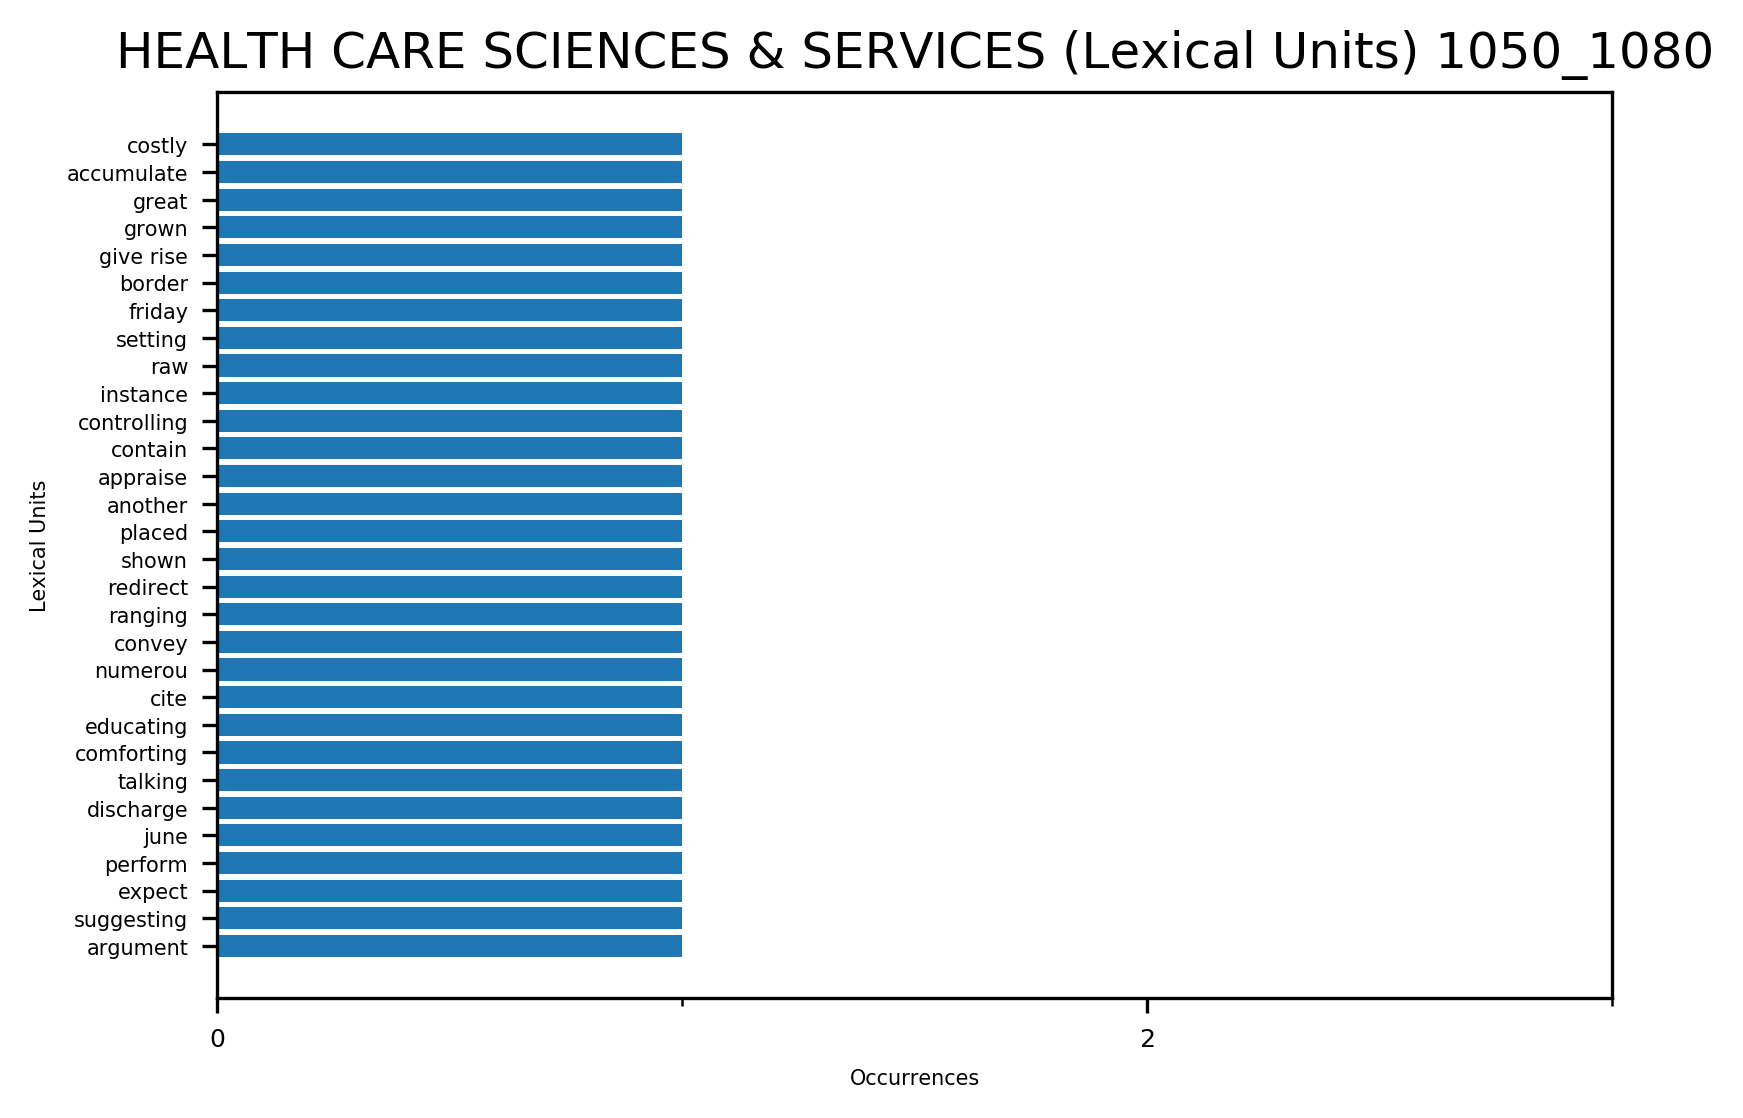 HEALTH CARE SCIENCES & SERVICES (Lexical Units) 1050_1080
costly
accumulate
great
grown
give rise
border
friday
setting
raw
instance
controlling
contain
appraise
another
placed
shown
redirect
ranging
convey
numerou
cite
educating
comforting
talking
discharge
june
perform
expect
suggesting
argument
Lexical Units
0 2
Occurrences